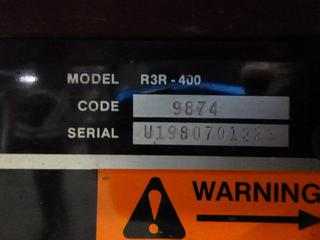 MODEL R3R-400
CODE 9874
SERIAL
WARNING